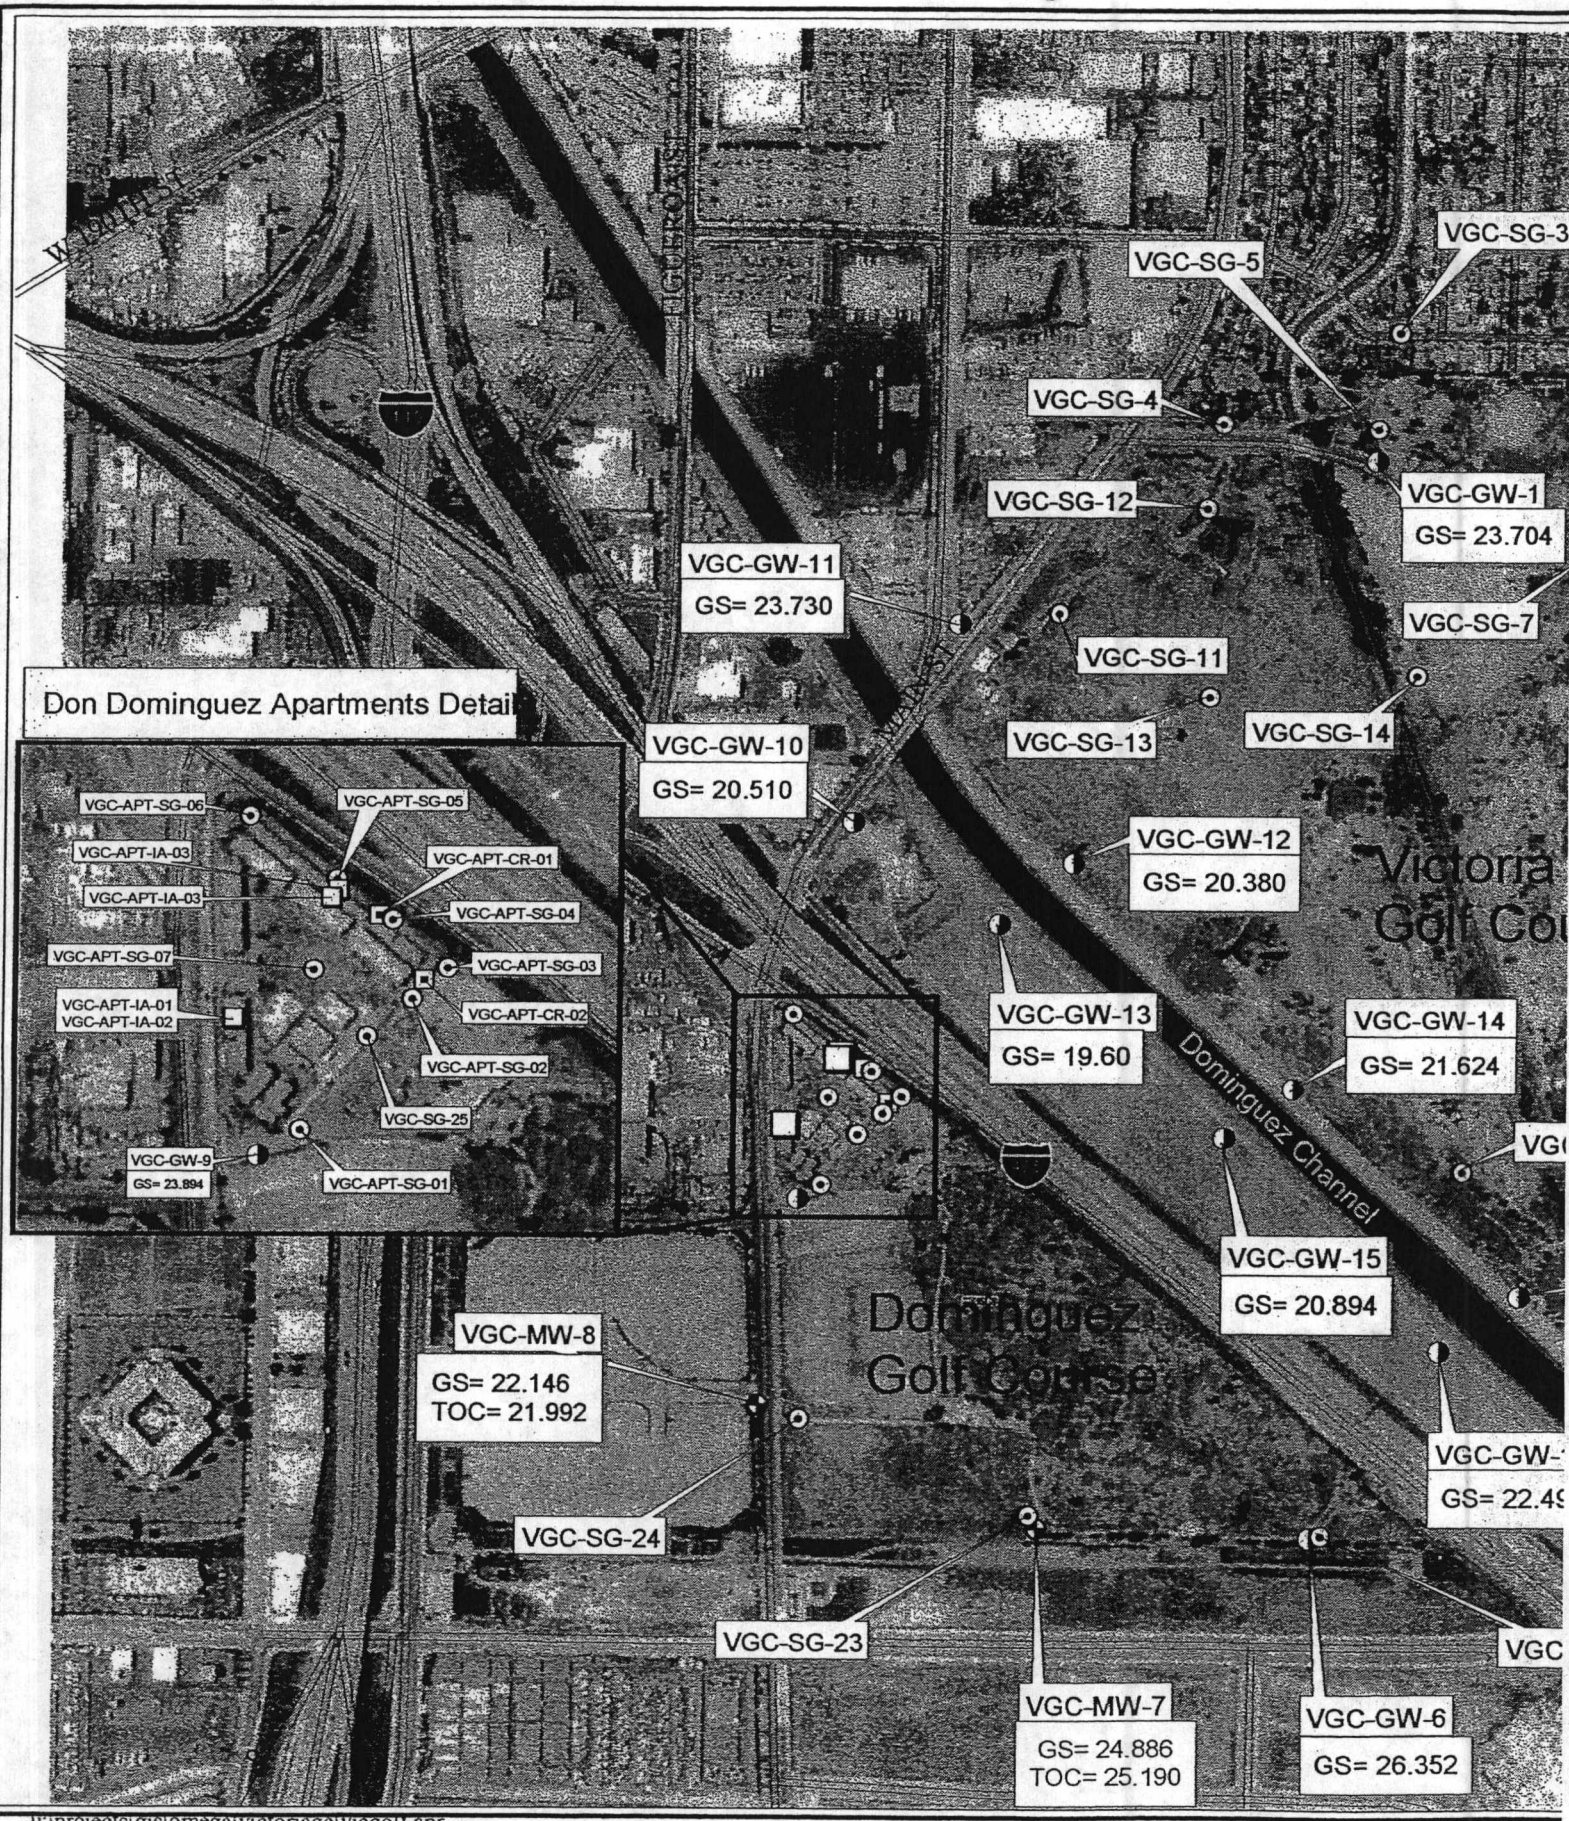 W 190TH ST
FIGUEROA ST
VGC-SG-3
VGC-SG-5
VGC-SG-4
VGC-SG-12
VGC-GW-1
GS= 23.704
VGC-GW-11
GS= 23.730
VGC-SG-7
VGC-SG-11
MAIN ST
VGC-SG-13
VGC-SG-14
Don Dominguez Apartments Detail
VGC-GW-10
GS= 20.510
VGC-APT-SG-06
VGC-APT-SG-05
VGC-APT-IA-03
VGC-APT-CR-01
VGC-APT-IA-03
VGC-APT-SG-04
VGC-APT-SG-07
VGC-APT-SG-03
VGC-APT-IA-01
VGC-APT-IA-02
VGC-APT-CR-02
VGC-APT-SG-02
VGC-SG-25
VGC-GW-9
GS= 23.894
VGC-APT-SG-01
VGC-GW-12
GS= 20.380
Victoria
Golf Cou
VGC-GW-13
GS= 19.60
VGC-GW-14
GS= 21.624
Dominguez Channel
VGC
VGC-GW-15
GS= 20.894
Dominguez
Golf Course
VGC-MW-8
GS= 22.146
TOC= 21.992
VGC-GW-
GS= 22.49
VGC-SG-24
VGC-SG-23
VGC
VGC-MW-7
GS= 24.886
TOC= 25.190
VGC-GW-6
GS= 26.352